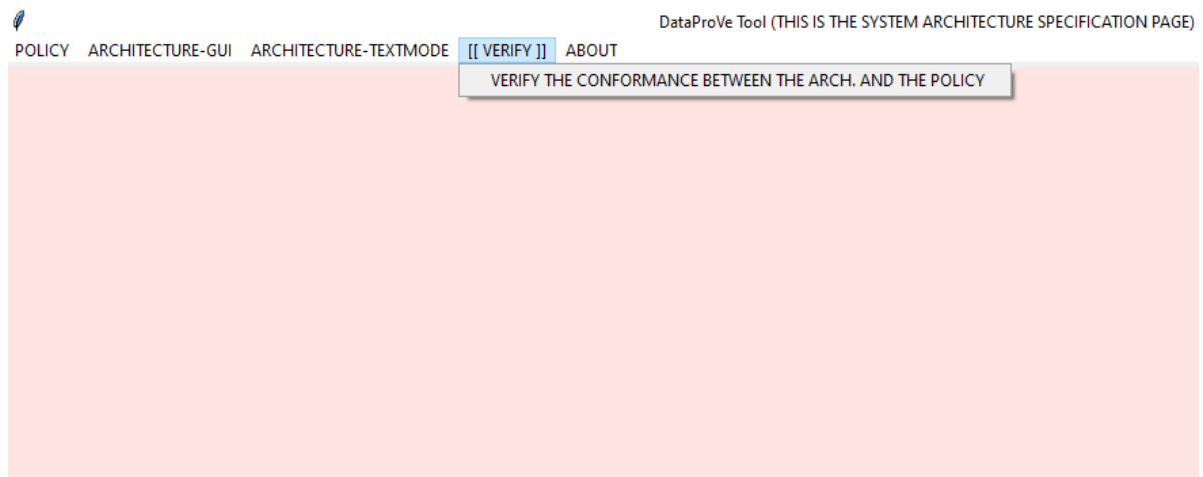 DataProVe Tool (THIS IS THE SYSTEM ARCHITECTURE SPECIFICATION PAGE)
POLICY ARCHITECTURE-GUI ARCHITECTURE-TEXTMODE [[ VERIFY ]] ABOUT
VERIFY THE CONFORMANCE BETWEEN THE ARCH. AND THE POLICY